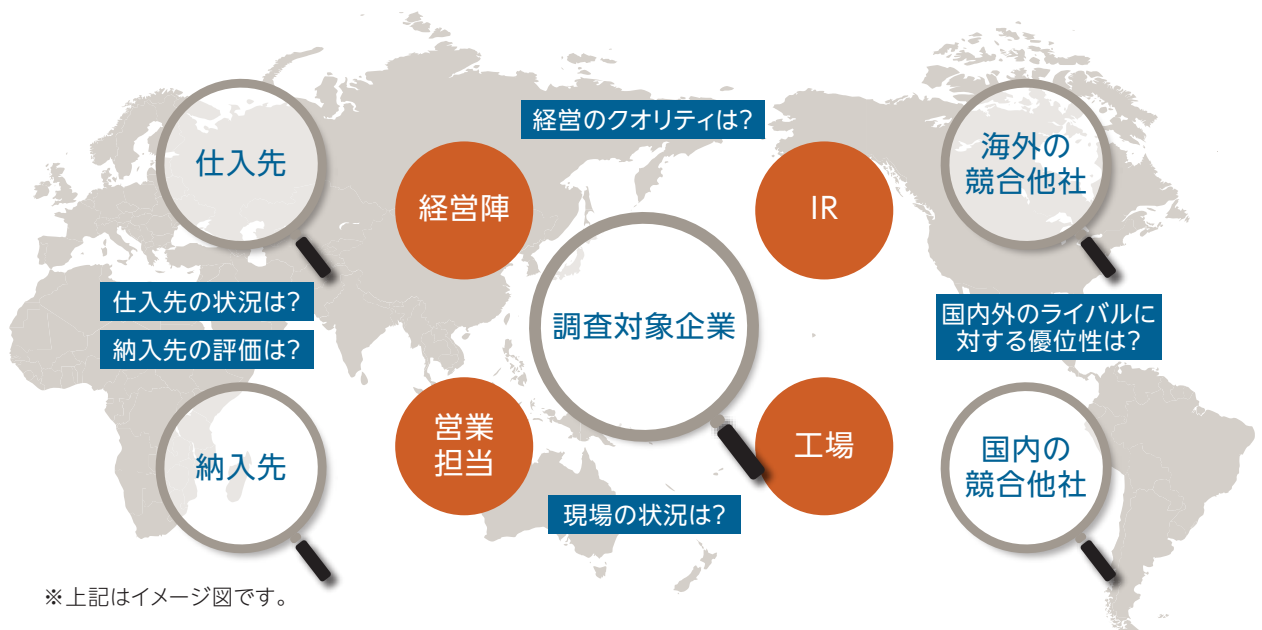 経営のクオリティは?
仕入先
経営陣
IR
海外の
競合他社
仕入先の状況は?
納入先の評価は?
調査対象企業
国内外のライバルに
対する優位性は?
納入先
営業
担当
工場
国内の
競合他社
現場の状況は?
※上記はイメージ図です。